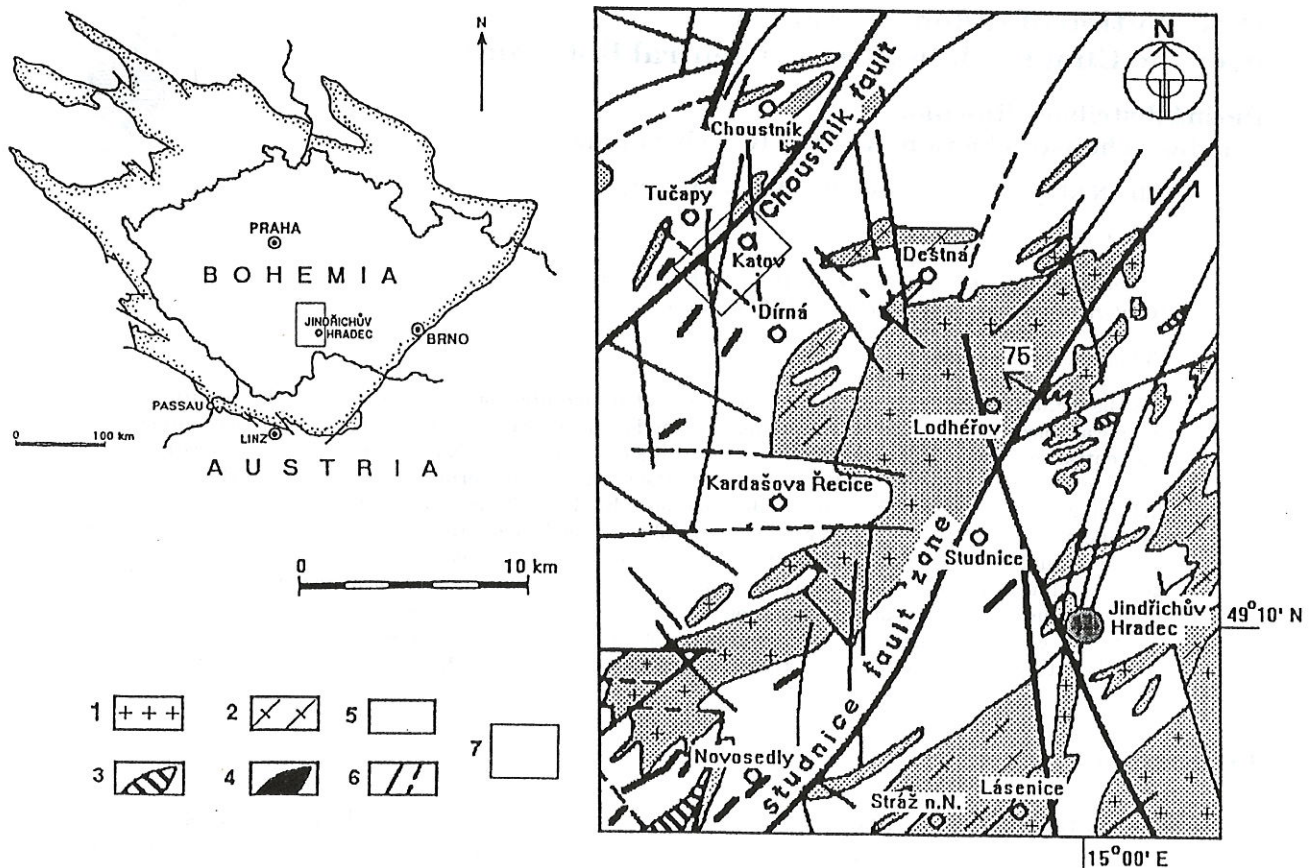 N
PRAHA
BOHEMIA
JINDŘICHŮV
HRADEC
BRNO
PASSAU
LINZ
0 100 km
AUSTRIA
0 10 km
1
2
5
3
4
6
7
N
Choustník fault
Choustník
Tučapy
Katov
Deštná
Dírná
75
Lodhéřov
Kardašova Řečice
Studnice
Studnice fault zone
Jindřichův
Hradec
49°10' N
Novosedly
Stráž n.N.
Lásenice
15°00' E